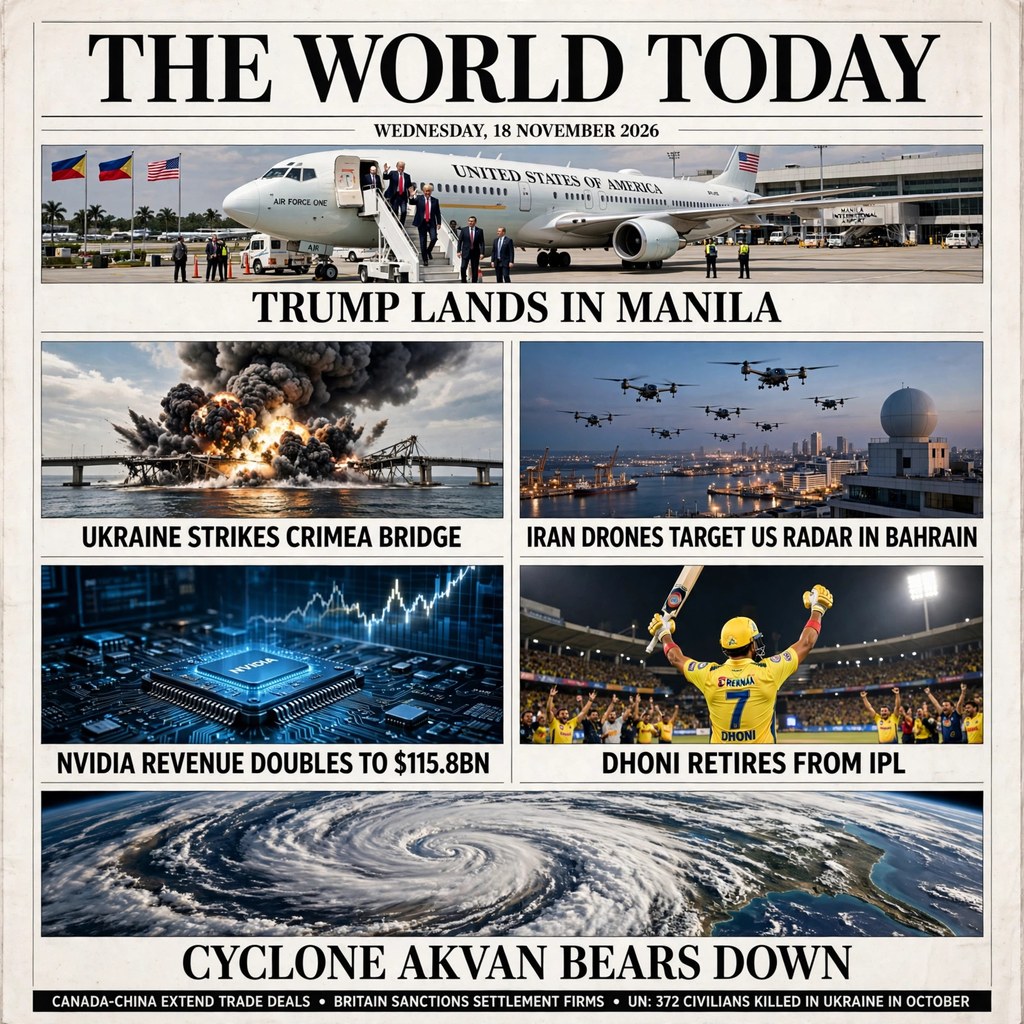 THE WORLD TODAY
WEDNESDAY, 18 NOVEMBER 2026
UNITED STATES OF AMERICA
AIR FORCE ONE
AIR
MANILA
INTERNATIONAL
AIRPORT
TRUMP LANDS IN MANILA
UKRAINE STRIKES CRIMEA BRIDGE
IRAN DRONES TARGET US RADAR IN BAHRAIN
NVIDIA
7
DHONI
NVIDIA REVENUE DOUBLES TO $115.8BN
DHONI RETIRES FROM IPL
CYCLONE AKVAN BEARS DOWN
CANADA-CHINA EXTEND TRADE DEALS • BRITAIN SANCTIONS SETTLEMENT FIRMS • UN: 372 CIVILIANS KILLED IN UKRAINE IN OCTOBER